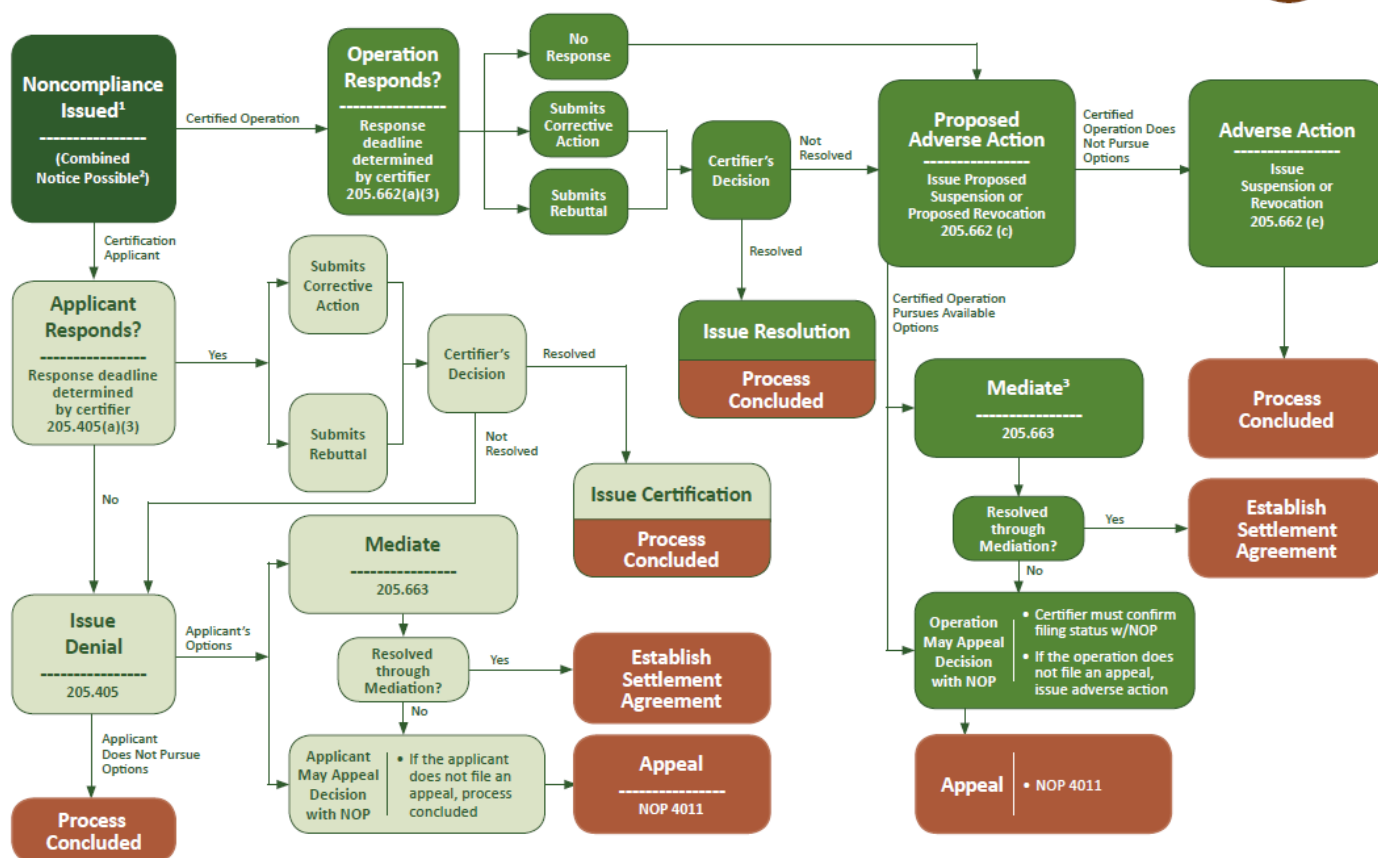 Noncompliance
Issued¹
----------------
(Combined
Notice Possible²)
Certified Operation
Operation
Responds?
----------------
Response
deadline
determined
by certifier
205.662(a)(3)
No
Response
Submits
Corrective
Action
Submits
Rebuttal
Certifier’s
Decision
Not
Resolved
Resolved
Proposed
Adverse Action
----------------
Issue Proposed
Suspension or
Proposed Revocation
205.662 (c)
Certified
Operation Does
Not Pursue
Options
Adverse Action
----------------
Issue
Suspension or
Revocation
205.662 (e)
Process
Concluded
Issue Resolution
Process
Concluded
Certified Operation
Pursues Available
Options
Mediate³
----------------
205.663
Resolved
through
Mediation?
Yes
Establish
Settlement
Agreement
No
Operation
May Appeal
Decision
with NOP
• Certifier must confirm
filing status w/NOP
• If the operation does
not file an appeal,
issue adverse action
Appeal
• NOP 4011
Certification
Applicant
Applicant
Responds?
----------------
Response deadline
determined
by certifier
205.405(a)(3)
Yes
Submits
Corrective
Action
Submits
Rebuttal
Certifier’s
Decision
Resolved
Not
Resolved
Issue Certification
Process
Concluded
No
Issue
Denial
----------------
205.405
Applicant’s
Options
Applicant
Does Not Pursue
Options
Process
Concluded
Mediate
----------------
205.663
Resolved
through
Mediation?
Yes
Establish
Settlement
Agreement
No
Applicant
May Appeal
Decision
with NOP
• If the applicant
does not file an
appeal, process
concluded
Appeal
----------------
NOP 4011